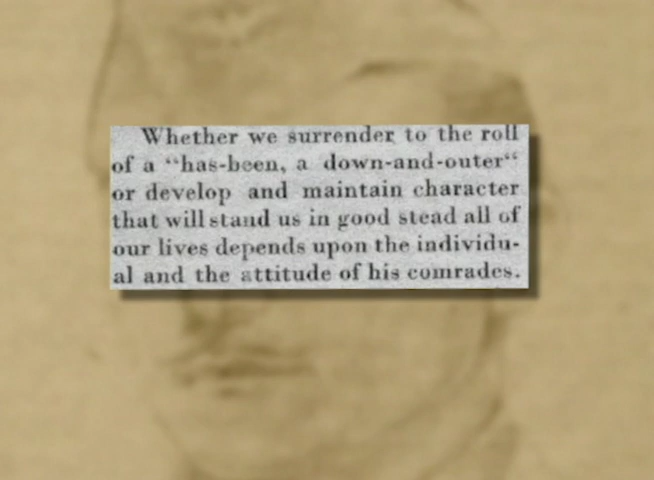 Whether we surrender to the roll
of a “has-been, a down-and-outer“
or develop and maintain character
that will stand us in good stead all of
our lives depends upon the individu-
al and the attitude of his comrades.